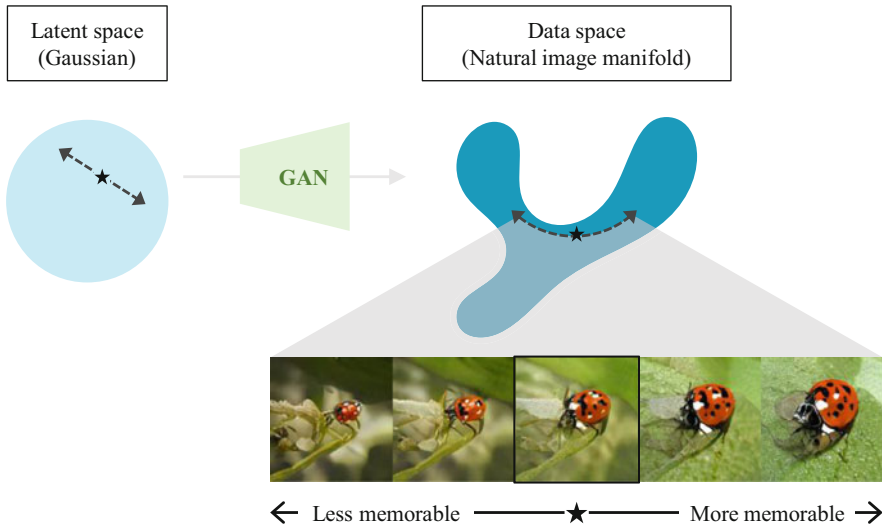 Latent space
(Gaussian)
Data space
(Natural image manifold)
GAN
Less memorable
More memorable